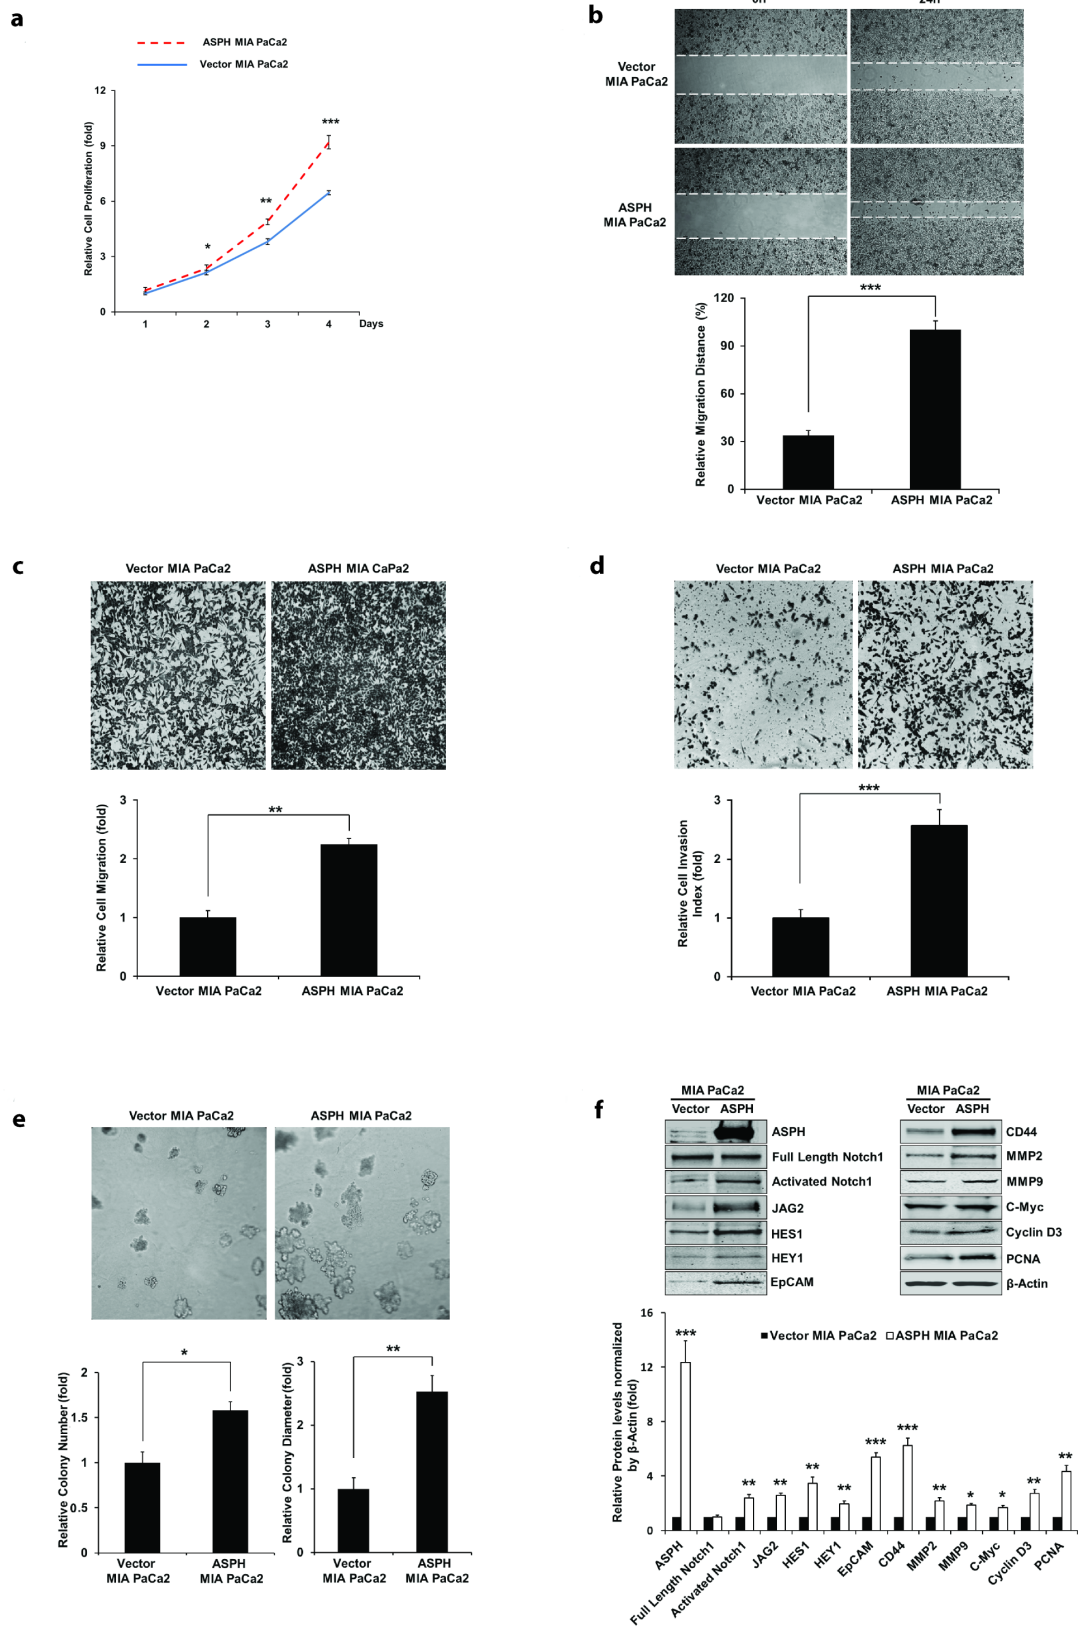 a
ASPH MIA PaCa2
Vector MIA PaCa2
Relative Cell Proliferation (fold)
12
9
6
3
0
*
**
***
1
2
3
4
Days
b
24h
Vector
MIA PaCa2
ASPH
MIA PaCa2
Relative Migration Distance (%)
120
90
60
30
0
***
Vector MIA PaCa2
ASPH MIA PaCa2
c
Vector MIA PaCa2
ASPH MIA CaPa2
Relative Cell Migration (fold)
3
2
1
0
**
Vector MIA PaCa2
ASPH MIA PaCa2
d
Vector MIA PaCa2
ASPH MIA PaCa2
Relative Cell Invasion
Index (fold)
3
2
1
0
***
Vector MIA PaCa2
ASPH MIA PaCa2
e
Vector MIA PaCa2
ASPH MIA PaCa2
Relative Colony Number (fold)
2
1.5
1
0.5
0
*
Vector
MIA PaCa2
ASPH
MIA PaCa2
Relative Colony Diameter (fold)
3
2
1
0
**
Vector
MIA PaCa2
ASPH
MIA PaCa2
f
MIA PaCa2
Vector ASPH
ASPH
Full Length Notch1
Activated Notch1
JAG2
HES1
HEY1
EpCAM
MIA PaCa2
Vector ASPH
CD44
MMP2
MMP9
C-Myc
Cyclin D3
PCNA
β-Actin
Relative Protein levels normalized
by β-Actin (fold)
16
12
8
4
0
Vector MIA PaCa2
ASPH MIA PaCa2
***
**
**
**
**
***
***
**
*
*
**
**
ASPH
Full Length Notch1
Activated Notch1
JAG2
HES1
HEY1
EpCAM
CD44
MMP2
MMP9
C-Myc
Cyclin D3
PCNA